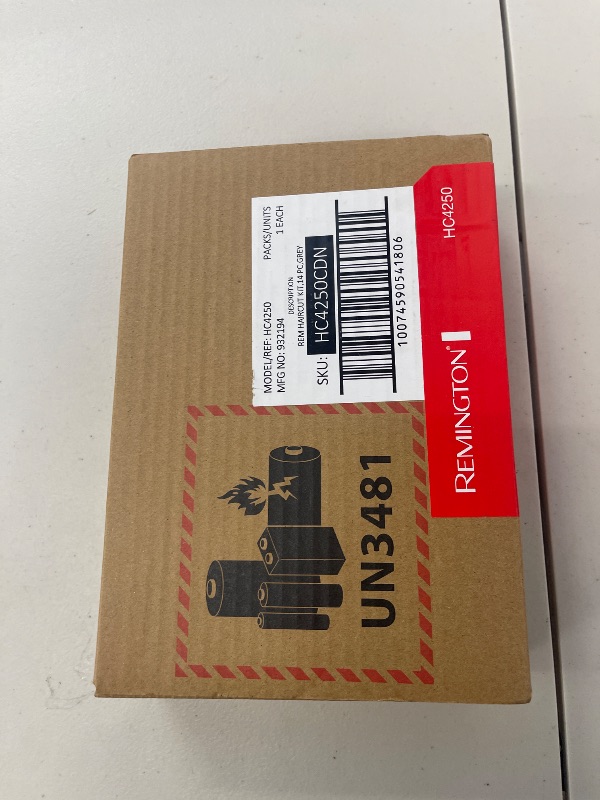 MODEL/REF: HC4250 PACKS/UNITS
MFG NO: 932194 1 EACH
DESCRIPTION
REM HAIRCUT KIT,14 PC,GREY
SKU: HC4250CDN
10074590541806
REMINGTON® HC4250
UN3481